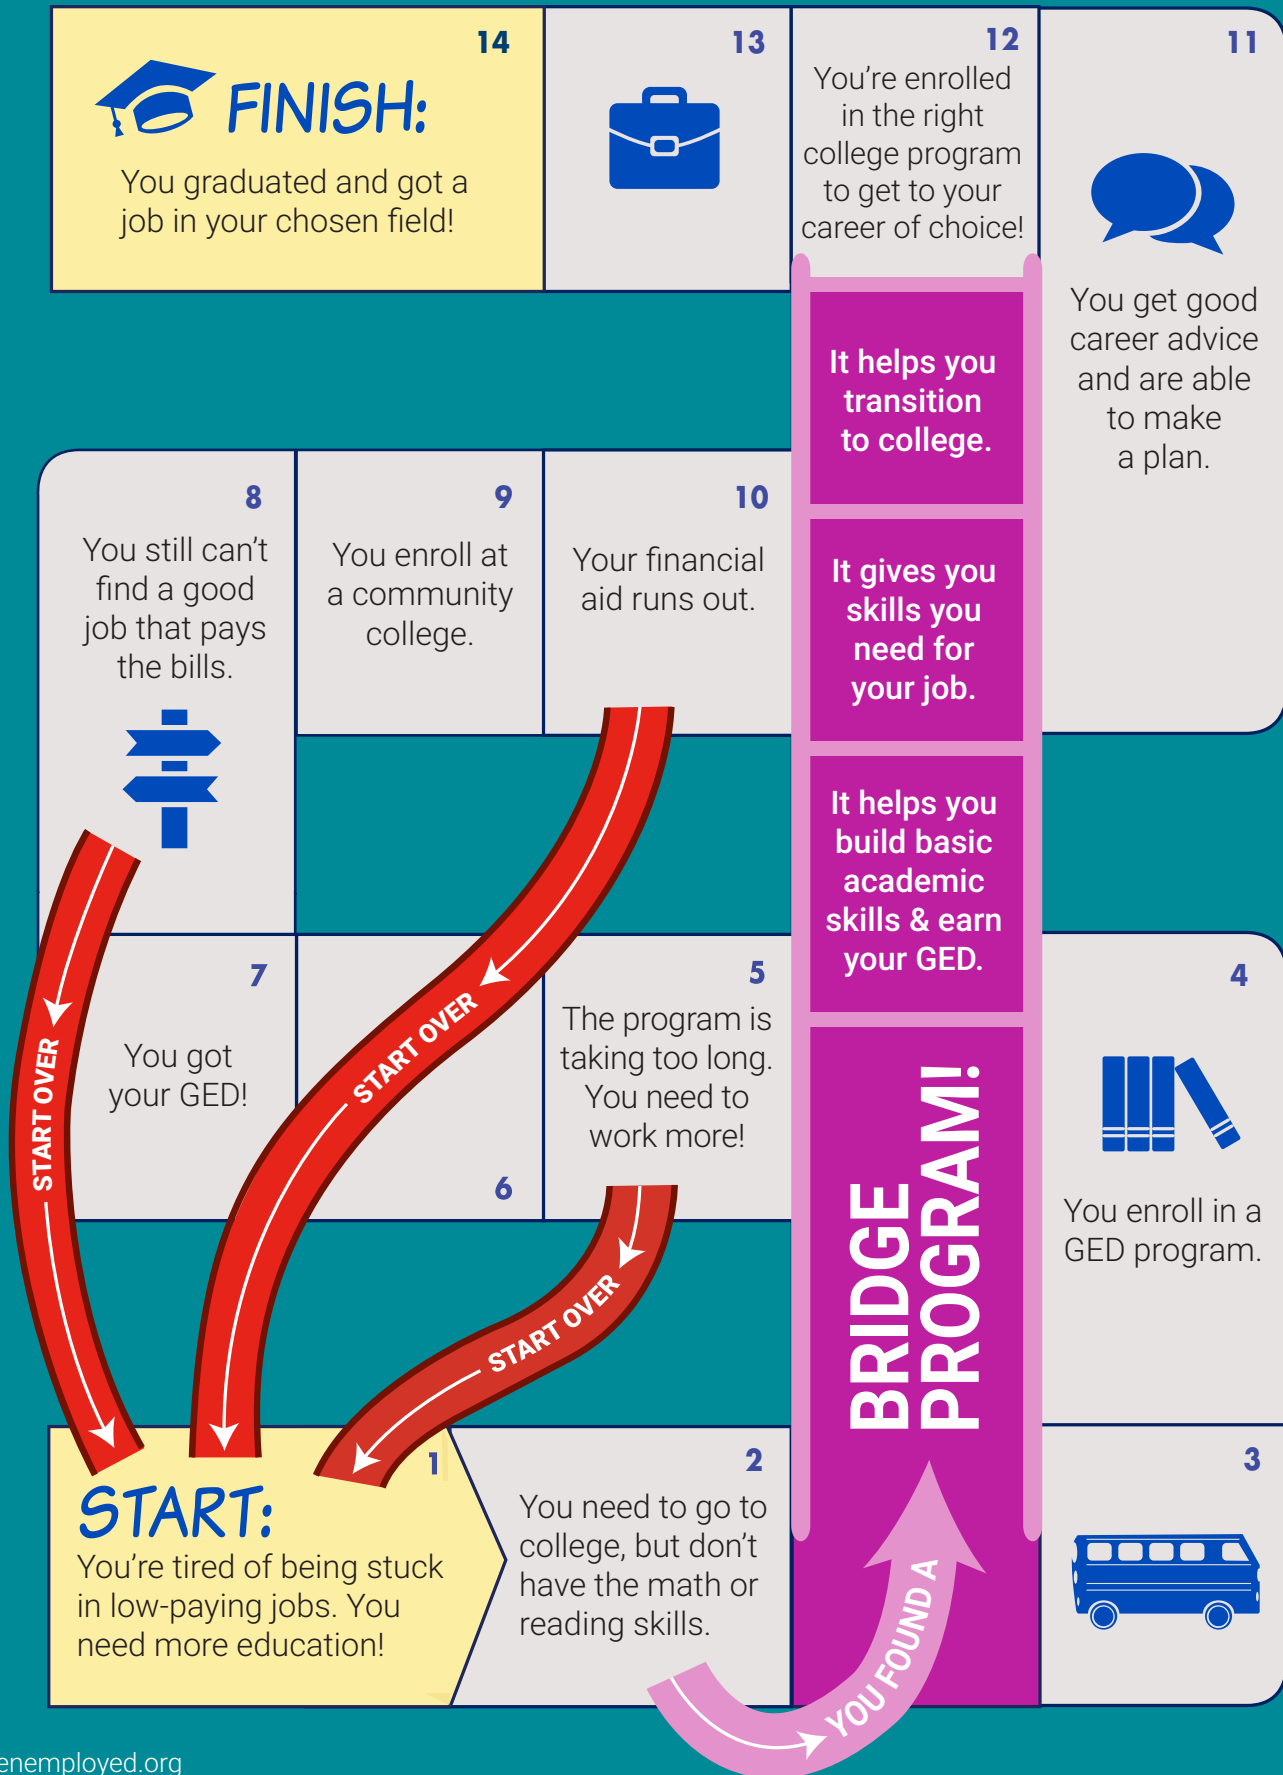 14
FINISH:
You graduated and got a
job in your chosen field!
13
12
You're enrolled
in the right
college program
to get to your
career of choice!
11
You get good
career advice
and are able
to make
a plan.
8
You still can't
find a good
job that pays
the bills.
9
You enroll at
a community
college.
10
Your financial
aid runs out.
It helps you
transition
to college.
It gives you
skills you
need for
your job.
It helps you
build basic
academic
skills & earn
your GED.
BRIDGE
PROGRAM!
7
You got
your GED!
START OVER
START OVER
6
5
The program is
taking too long.
You need to
work more!
START OVER
4
You enroll in a
GED program.
1
START:
You're tired of being stuck
in low-paying jobs. You
need more education!
2
You need to go to
college, but don't
have the math or
reading skills.
YOU FOUND A
3
enemployed.org